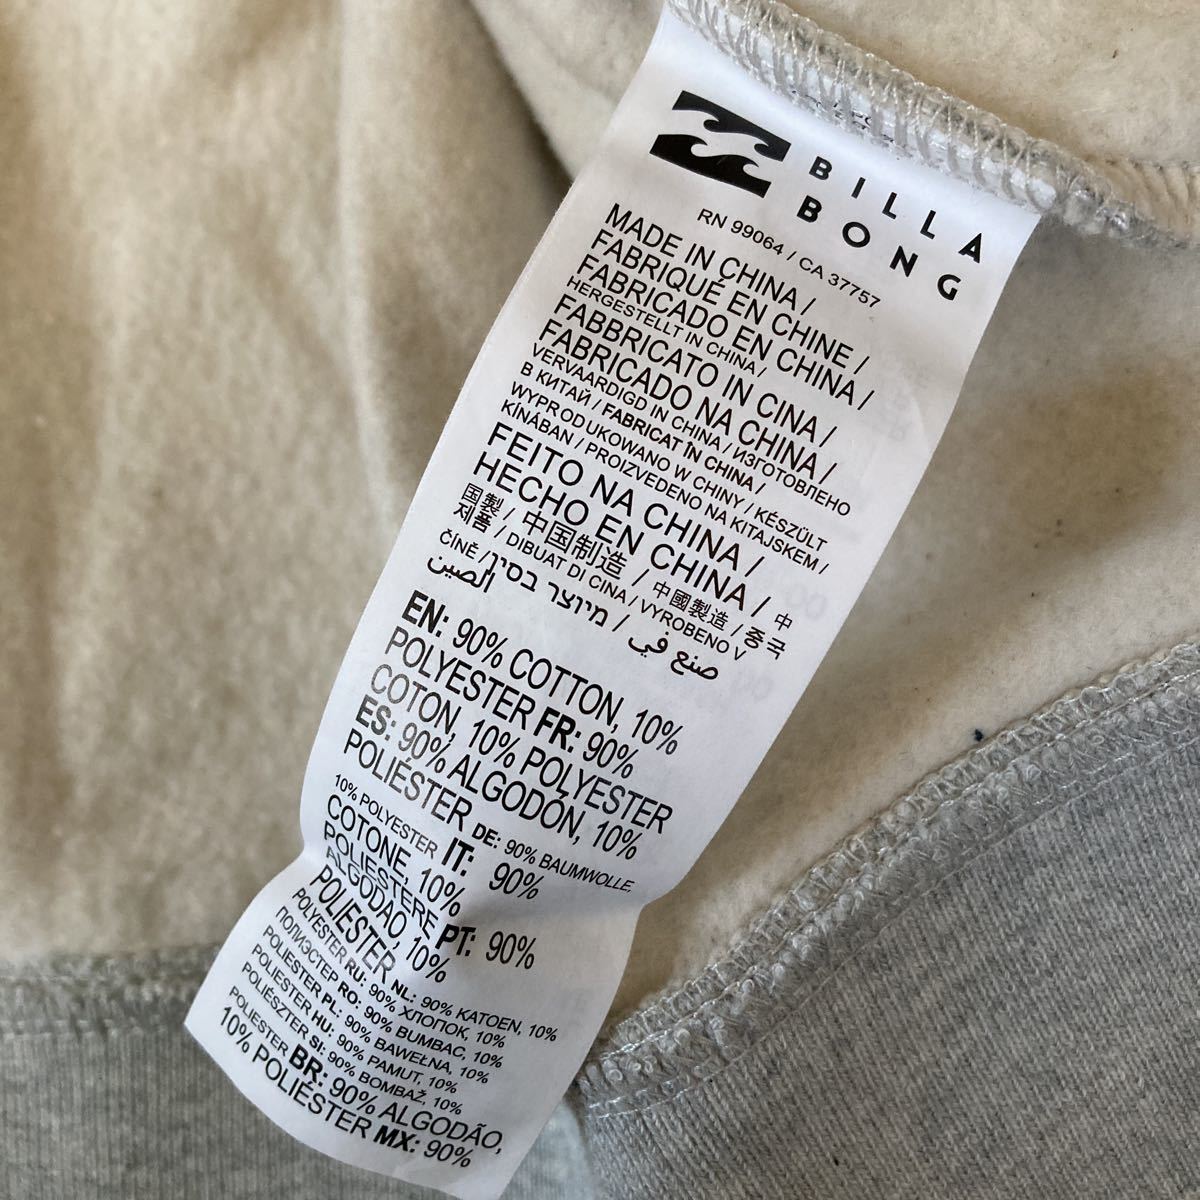 BILLA
BONG
RN 99064 / CA 37757
MADE IN CHINA /
FABRIQUÉ EN CHINE /
FABRICADO EN CHINA /
HERGESTELLT IN CHINA /
FABBRICATO IN CINA /
FABRICADO NA CHINA /
VERVAARDIGD IN CHINA / ИЗГОТОВЛЕНО
В КИТАЙ / FABRICAT ÎN CHINA /
WYPRODUKOWANO W CHINY / KÉSZÜLT
KÍNÁBAN / PROIZVEDENO NA KITAJSKEM /
FEITO NA CHINA /
HECHO EN CHINA / 中
国製 / 中国制造 / 中國製造 / 중국
제품 / DIBUAT DI CINA / VYROBENO V
ČÍNĚ / מיוצר בסין / صنع في
الصين
EN: 90% COTTON, 10%
POLYESTER FR: 90%
COTON, 10% POLYESTER
ES: 90% ALGODÓN, 10%
POLIÉSTER DE: 90% BAUMWOLLE,
10% POLYESTER IT: 90%
COTONE, 10%
POLIESTERE PT: 90%
ALGODAO, 10%
POLIÉSTER NL: 90% KATOEN, 10%
POLYESTER RU: 90% ХЛОПОК, 10%
ПОЛИЭСТЕР RO: 90% BUMBAC, 10%
POLIESTER PL: 90% BAWEŁNA, 10%
POLIESTER HU: 90% PAMUT, 10%
POLIÉSZTER SI: 90% BOMBAŽ, 10%
POLIESTER BR: 90% ALGODÃO,
10% POLIÉSTER MX: 90%